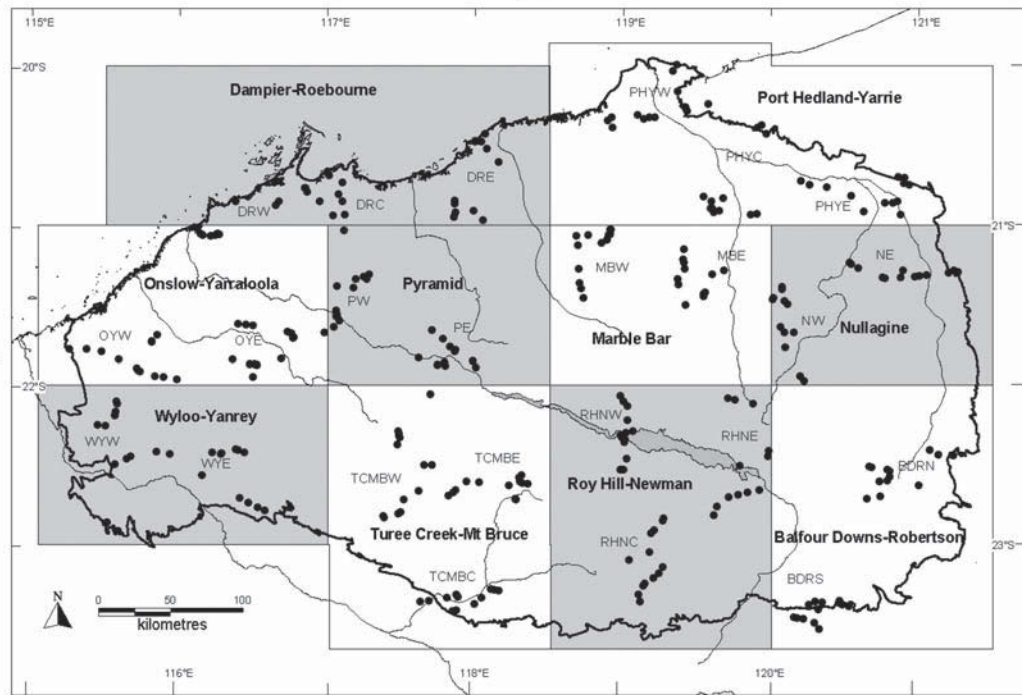 115°E 117°E 119°E 121°E
20°S
Dampier-Roebourne
PHYW
Port Hedland-Yarrie
PHYC
DRE
DRW
DRC
PHYE
21°S
21°S
MBW
MBE
NE
Onslow-Yarraloola
PW
Pyramid
OYW
OYE
PE
Marble Bar
NW
Nullagine
22°S
22°S
Wyloo-Yanrey
RHNW
WYW
WYE
TCMBW
TCMBE
RHNE
BDRN
Roy Hill-Newman
Turee Creek-Mt Bruce
RHNC
Balfour Downs-Robertson
23°S
23°S
TCMBC
BDRS
N
0 50 100
kilometres
116°E 118°E 120°E